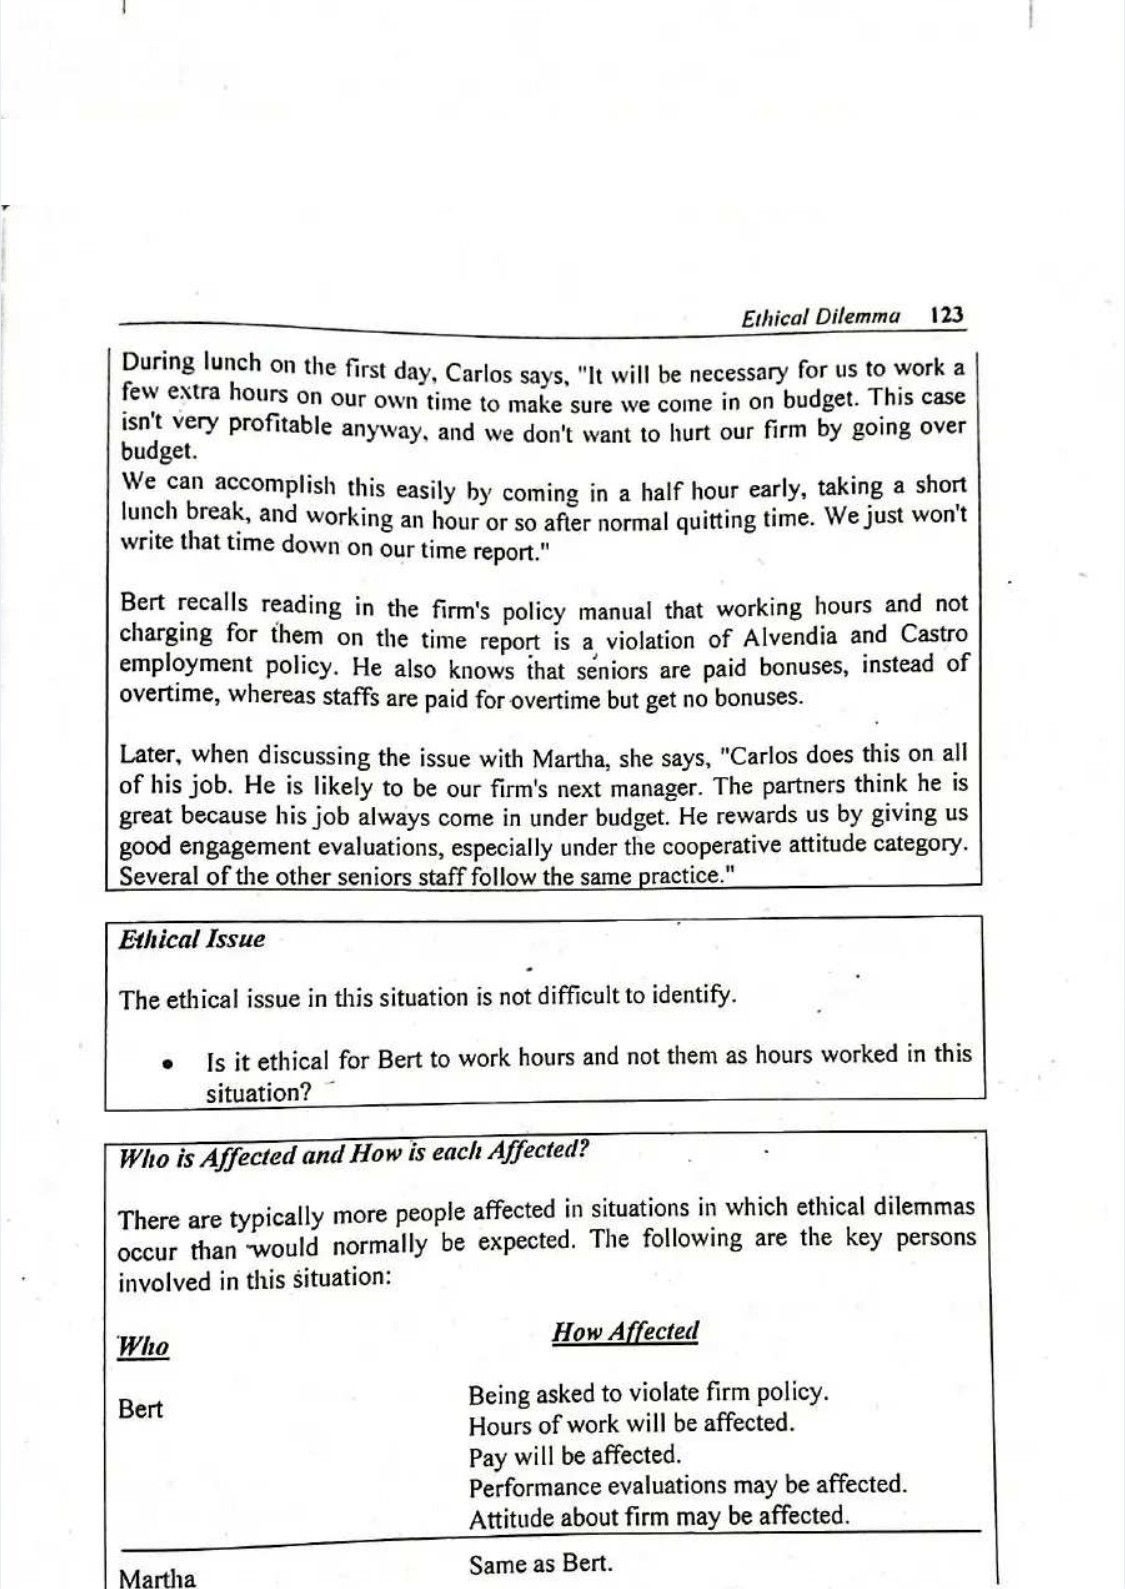 Ethical Dilemma 123
During lunch on the first day, Carlos says, "It will be necessary for us to work a
few extra hours on our own time to make sure we come in on budget. This case
isn't very profitable anyway, and we don't want to hurt our firm by going over
budget.
We can accomplish this easily by coming in a half hour early, taking a short
lunch break, and working an hour or so after normal quitting time. We just won't
write that time down on our time report."
Bert recalls reading in the firm's policy manual that working hours and not
charging for them on the time report is a violation of Alvendia and Castro
employment policy. He also knows that seniors are paid bonuses, instead of
overtime, whereas staffs are paid for overtime but get no bonuses.
Later, when discussing the issue with Martha, she says, "Carlos does this on all
of his job. He is likely to be our firm's next manager. The partners think he is
great because his job always come in under budget. He rewards us by giving us
good engagement evaluations, especially under the cooperative attitude category.
Several of the other seniors staff follow the same practice."
Ethical Issue
The ethical issue in this situation is not difficult to identify.
• Is it ethical for Bert to work hours and not them as hours worked in this
situation?
Who is Affected and How is each Affected?
There are typically more people affected in situations in which ethical dilemmas
occur than would normally be expected. The following are the key persons
involved in this situation:
Who How Affected
Bert Being asked to violate firm policy.
Hours of work will be affected.
Pay will be affected.
Performance evaluations may be affected.
Attitude about firm may be affected.
Martha Same as Bert.